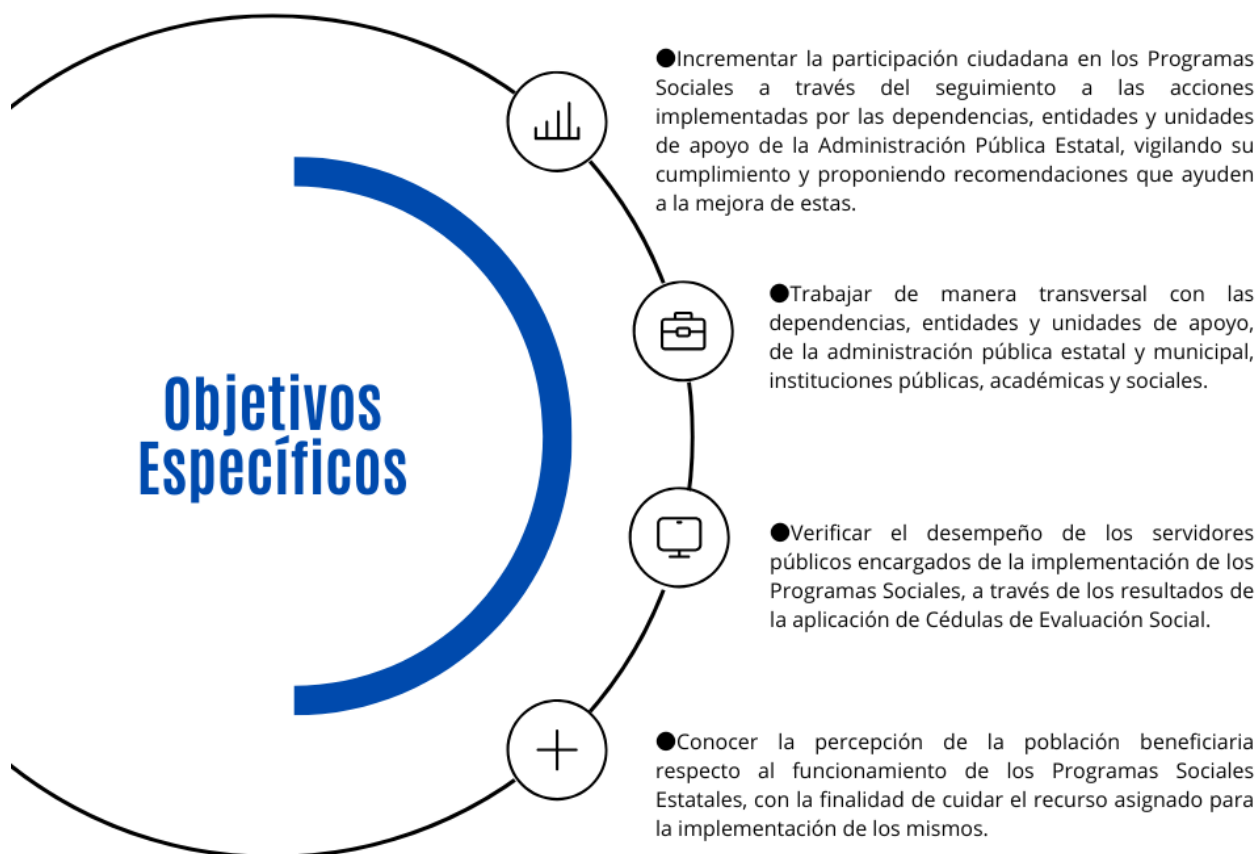 Objetivos
Específicos
●Incrementar la participación ciudadana en los Programas
Sociales a través del seguimiento a las acciones
implementadas por las dependencias, entidades y unidades
de apoyo de la Administración Pública Estatal, vigilando su
cumplimiento y proponiendo recomendaciones que ayuden
a la mejora de estas.
●Trabajar de manera transversal con las
dependencias, entidades y unidades de apoyo,
de la administración pública estatal y municipal,
instituciones públicas, académicas y sociales.
●Verificar el desempeño de los servidores
públicos encargados de la implementación de los
Programas Sociales, a través de los resultados de
la aplicación de Cédulas de Evaluación Social.
●Conocer la percepción de la población beneficiaria
respecto al funcionamiento de los Programas Sociales
Estatales, con la finalidad de cuidar el recurso asignado para
la implementación de los mismos.